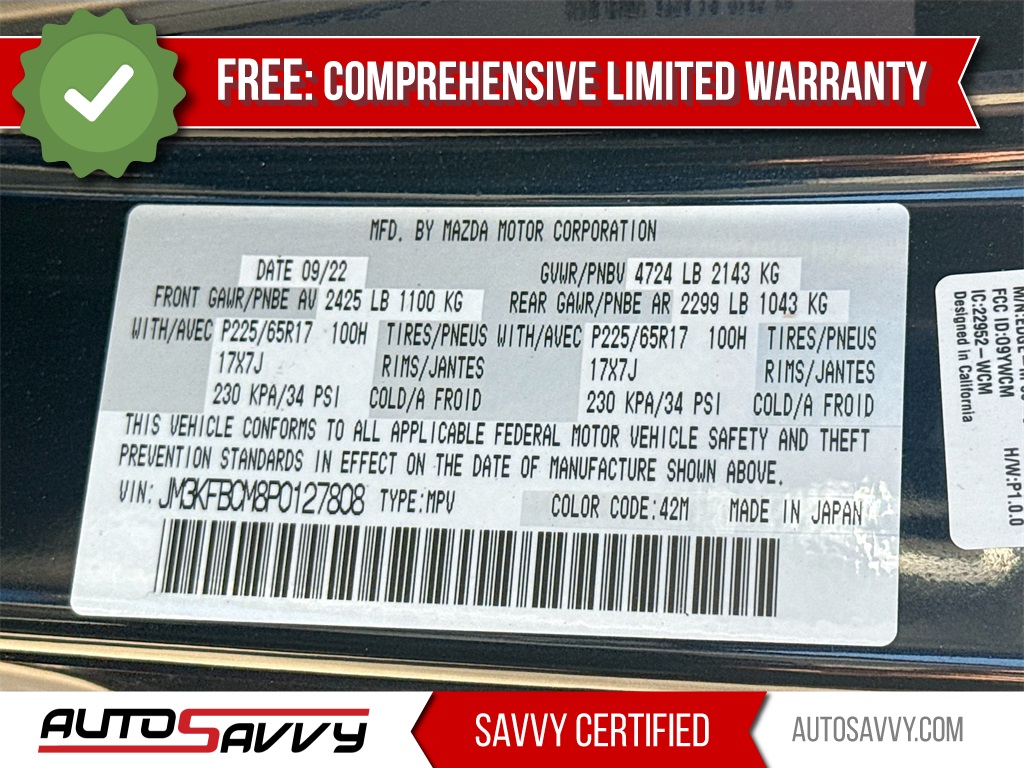 FREE: COMPREHENSIVE LIMITED WARRANTY
MFD. BY MAZDA MOTOR CORPORATION
DATE 09/22 GVWR/PNBV 4724 LB 2143 KG
FRONT GAWR/PNBE AV 2425 LB 1100 KG REAR GAWR/PNBE AR 2299 LB 1043 KG
WITH/AVEC P225/65R17 100H TIRES/PNEUS WITH/AVEC P225/65R17 100H TIRES/PNEUS
17X7J RIMS/JANTES 17X7J RIMS/JANTES
230 KPA/34 PSI COLD/A FROID 230 KPA/34 PSI COLD/A FROID
THIS VEHICLE CONFORMS TO ALL APPLICABLE FEDERAL MOTOR VEHICLE SAFETY AND THEFT
PREVENTION STANDARDS IN EFFECT ON THE DATE OF MANUFACTURE SHOWN ABOVE.
VIN: JM3KFBCM8P0127808 TYPE:MPV COLOR CODE:42M MADE IN JAPAN
FCC ID:O9YWCM
IC:22952-WCM
Designed in California
H/W:P1.0.0
AUTOSAVVY
SAVVY CERTIFIED
AUTOSAVVY.COM